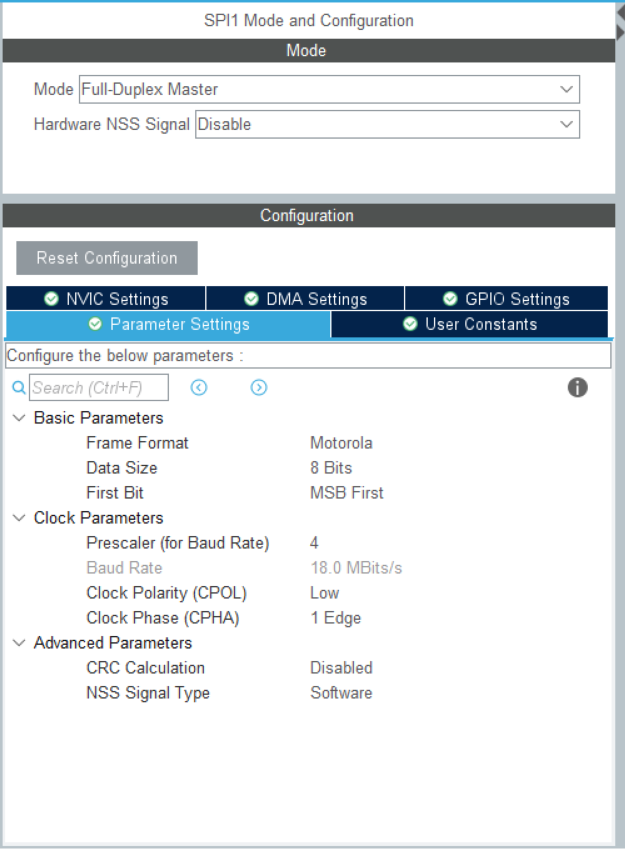 SPI1 Mode and Configuration
Mode
Mode Full-Duplex Master
Hardware NSS Signal Disable
Configuration
Reset Configuration
NVIC Settings DMA Settings GPIO Settings
Parameter Settings User Constants
Configure the below parameters :
Search (Ctrl+F)
Basic Parameters
Frame Format Motorola
Data Size 8 Bits
First Bit MSB First
Clock Parameters
Prescaler (for Baud Rate) 4
Baud Rate 18.0 MBits/s
Clock Polarity (CPOL) Low
Clock Phase (CPHA) 1 Edge
Advanced Parameters
CRC Calculation Disabled
NSS Signal Type Software